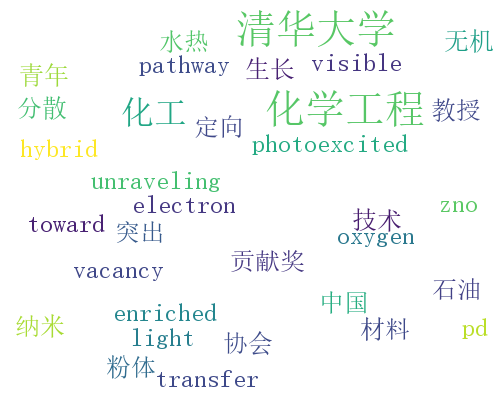 清华大学
水热
无机
pathway
生长
visible
青年
分散
化工
化学工程
教授
定向
hybrid
photoexcited
unraveling
electron
zno
toward
突出
技术
oxygen
贡献奖
vacancy
石油
中国
enriched
纳米
light
协会
材料
pd
粉体
transfer